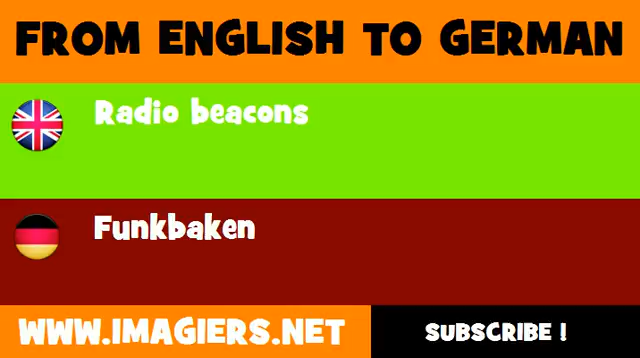 FROM ENGLISH TO GERMAN
Radio beacons
Funkbaken
WWW.IMAGIERS.NET
SUBSCRIBE !